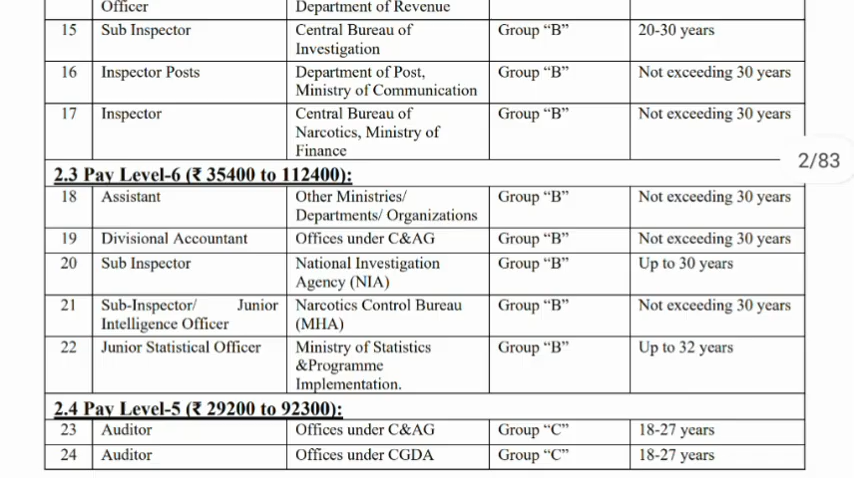 Officer Department of Revenue
15 Sub Inspector Central Bureau of Group “B” 20-30 years
Investigation
16 Inspector Posts Department of Post, Group “B” Not exceeding 30 years
Ministry of Communication
17 Inspector Central Bureau of Group “B” Not exceeding 30 years
Narcotics, Ministry of
Finance
2/83
2.3 Pay Level-6 (₹ 35400 to 112400):
18 Assistant Other Ministries/ Group “B” Not exceeding 30 years
Departments/ Organizations
19 Divisional Accountant Offices under C&AG Group “B” Not exceeding 30 years
20 Sub Inspector National Investigation Group “B” Up to 30 years
Agency (NIA)
21 Sub-Inspector/ Junior Narcotics Control Bureau Group “B” Not exceeding 30 years
Intelligence Officer (MHA)
22 Junior Statistical Officer Ministry of Statistics Group “B” Up to 32 years
&Programme
Implementation.
2.4 Pay Level-5 (₹ 29200 to 92300):
23 Auditor Offices under C&AG Group “C” 18-27 years
24 Auditor Offices under CGDA Group “C” 18-27 years